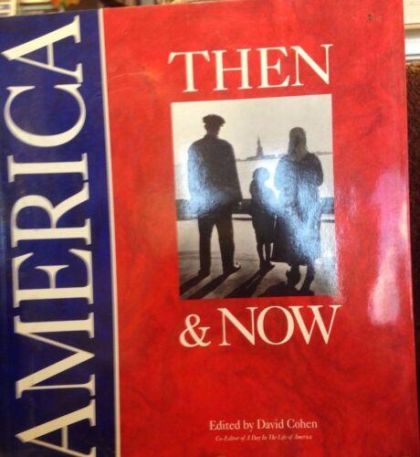 AMERICA
THEN
& NOW
Edited by David Cohen
Co-Editor of A Day In The Life of America